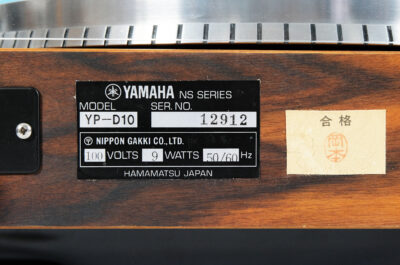 YAMAHA NS SERIES
MODEL SER. NO.
YP-D10 12912
NIPPON GAKKI CO., LTD.
100 VOLTS 9 WATTS 50/60 Hz
HAMAMATSU JAPAN
合格